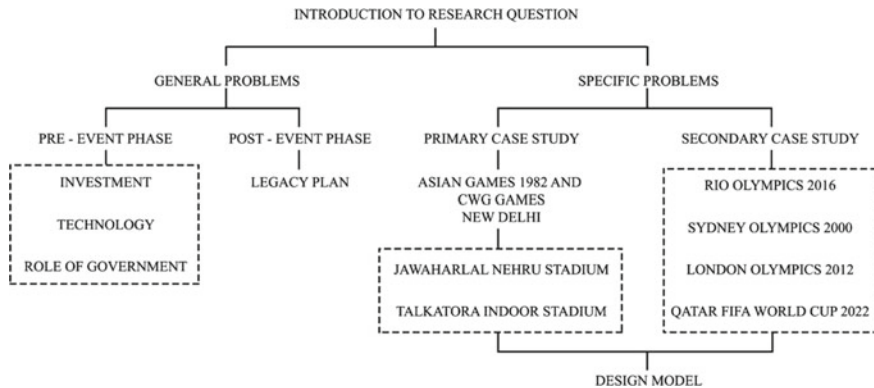 INTRODUCTION TO RESEARCH QUESTION
GENERAL PROBLEMS
SPECIFIC PROBLEMS
PRE - EVENT PHASE
POST - EVENT PHASE
PRIMARY CASE STUDY
SECONDARY CASE STUDY
INVESTMENT
TECHNOLOGY
ROLE OF GOVERNMENT
LEGACY PLAN
ASIAN GAMES 1982 AND
CWG GAMES
NEW DELHI
JAWAHARLAL NEHRU STADIUM
TALKATORA INDOOR STADIUM
RIO OLYMPICS 2016
SYDNEY OLYMPICS 2000
LONDON OLYMPICS 2012
QATAR FIFA WORLD CUP 2022
DESIGN MODEL